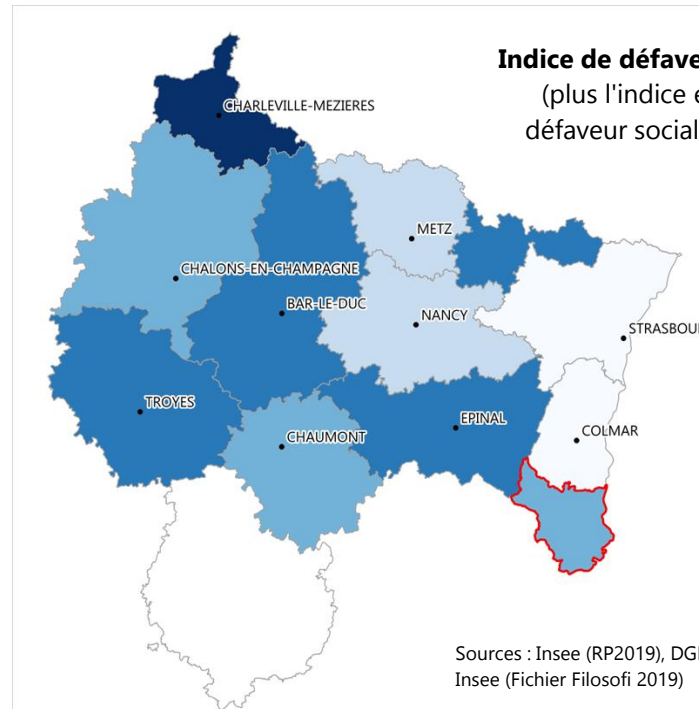 Indice de défave
(plus l'indice e
défaveur social
CHARLEVILLE-MEZIERES
METZ
CHALONS-EN-CHAMPAGNE
BAR-LE-DUC
NANCY
STRASBOU
TROYES
EPINAL
CHAUMONT
COLMAR
Sources : Insee (RP2019), DG
Insee (Fichier Filosofi 2019)